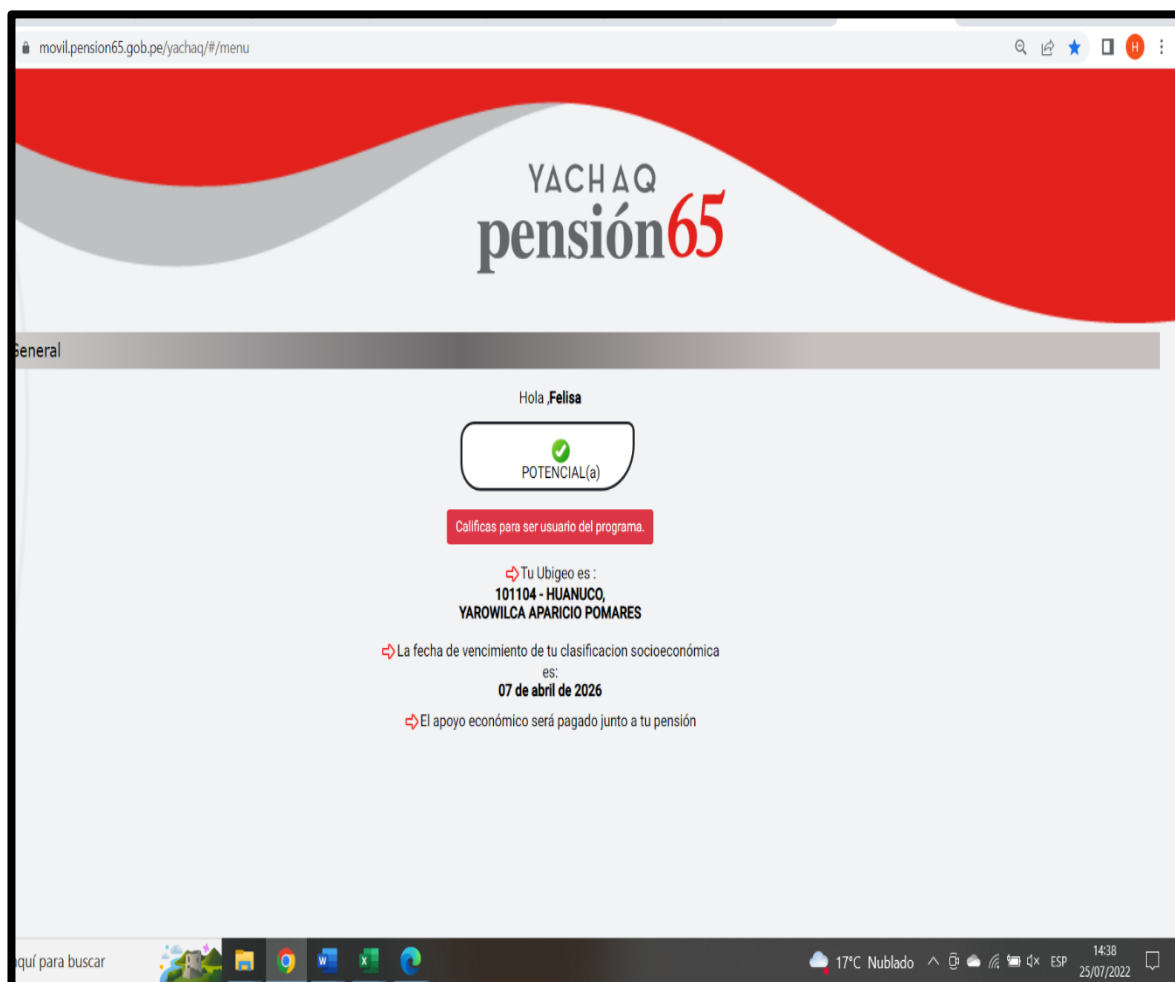 movil.pension65.gob.pe/yachaq/#/menu
H
YACHAQ
pensión65
General
Hola ,Felisa
POTENCIAL(a)
Calificas para ser usuario del programa.
Tu Ubigeo es :
101104 - HUANUCO,
YAROWILCA APARICIO POMARES
La fecha de vencimiento de tu clasificacion socioeconómica
es:
07 de abril de 2026
El apoyo económico será pagado junto a tu pensión
aquí para buscar
17°C Nublado
ESP
14:38
25/07/2022